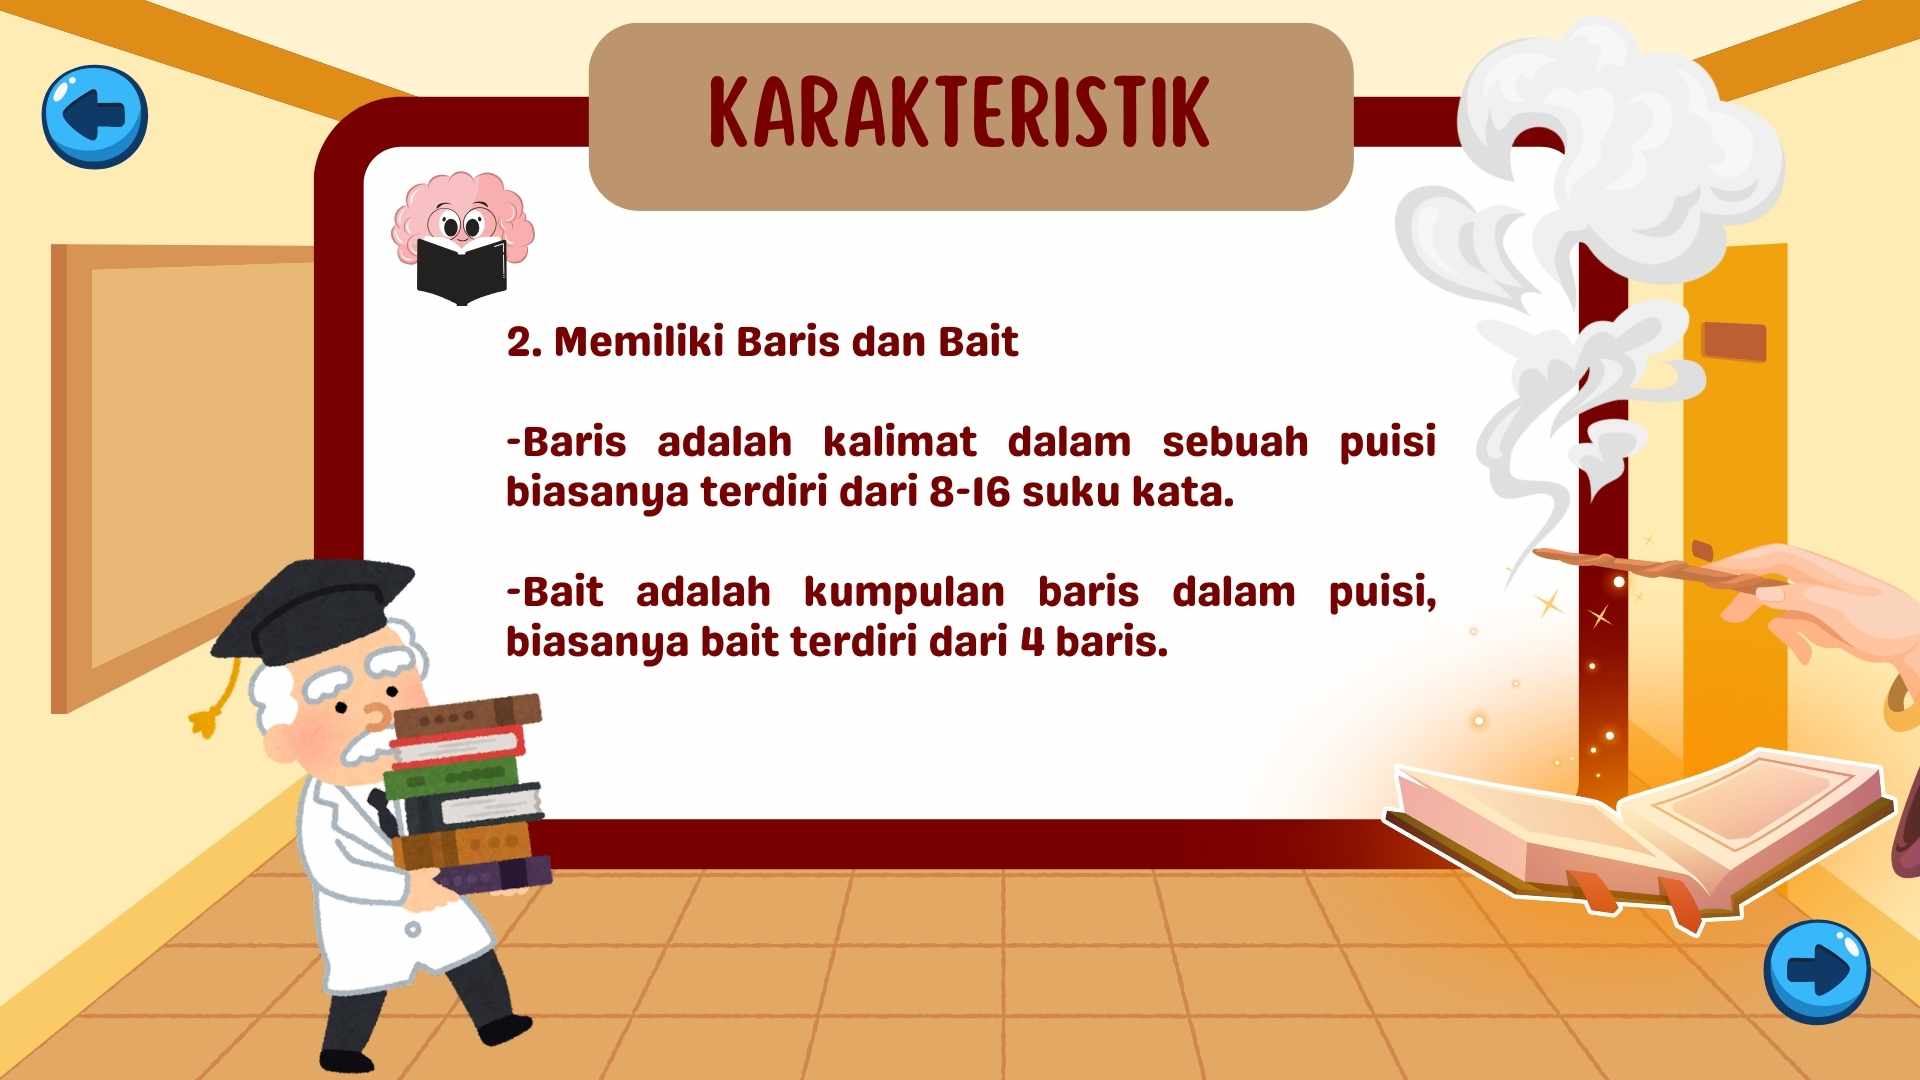 KARAKTERISTIK
2. Memiliki Baris dan Bait
-Baris adalah kalimat dalam sebuah puisi
biasanya terdiri dari 8-16 suku kata.
-Bait adalah kumpulan baris dalam puisi,
biasanya bait terdiri dari 4 baris.